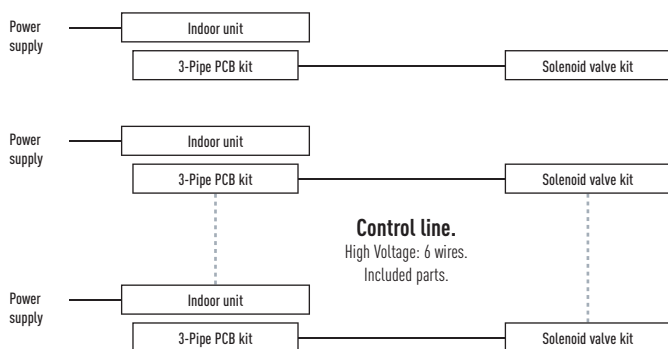 Power
supply
Indoor unit
3-Pipe PCB kit
Solenoid valve kit
Power
supply
Indoor unit
3-Pipe PCB kit
Solenoid valve kit
Control line.
High Voltage: 6 wires.
Included parts.
Power
supply
Indoor unit
3-Pipe PCB kit
Solenoid valve kit